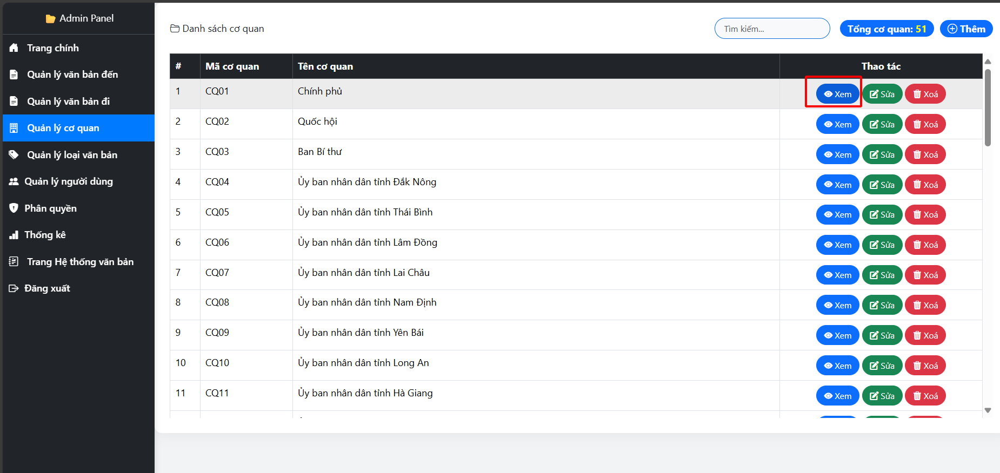 Admin Panel
Trang chính
Quản lý văn bản đến
Quản lý văn bản đi
Quản lý cơ quan
Quản lý loại văn bản
Quản lý người dùng
Phân quyền
Thống kê
Trang Hệ thống văn bản
Đăng xuất
Danh sách cơ quan
Tìm kiếm...
Tổng cơ quan: 51
Thêm
# Mã cơ quan Tên cơ quan Thao tác
1 CQ01 Chính phủ Xem Sửa Xoá
2 CQ02 Quốc hội Xem Sửa Xoá
3 CQ03 Ban Bí thư Xem Sửa Xoá
4 CQ04 Ủy ban nhân dân tỉnh Đắk Nông Xem Sửa Xoá
5 CQ05 Ủy ban nhân dân tỉnh Thái Bình Xem Sửa Xoá
6 CQ06 Ủy ban nhân dân tỉnh Lâm Đồng Xem Sửa Xoá
7 CQ07 Ủy ban nhân dân tỉnh Lai Châu Xem Sửa Xoá
8 CQ08 Ủy ban nhân dân tỉnh Nam Định Xem Sửa Xoá
9 CQ09 Ủy ban nhân dân tỉnh Yên Bái Xem Sửa Xoá
10 CQ10 Ủy ban nhân dân tỉnh Long An Xem Sửa Xoá
11 CQ11 Ủy ban nhân dân tỉnh Hà Giang Xem Sửa Xoá